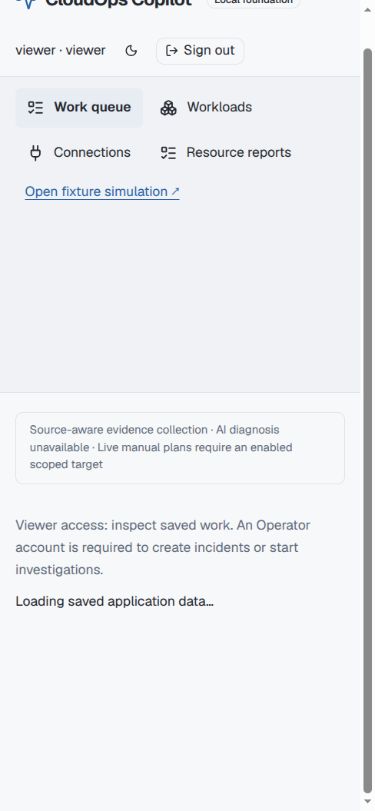 CloudOps Copilot Local foundation
viewer · viewer Sign out
Work queue Workloads
Connections Resource reports
Open fixture simulation ↗
Source-aware evidence collection · AI diagnosis
unavailable · Live manual plans require an enabled
scoped target
Viewer access: inspect saved work. An Operator
account is required to create incidents or start
investigations.
Loading saved application data...